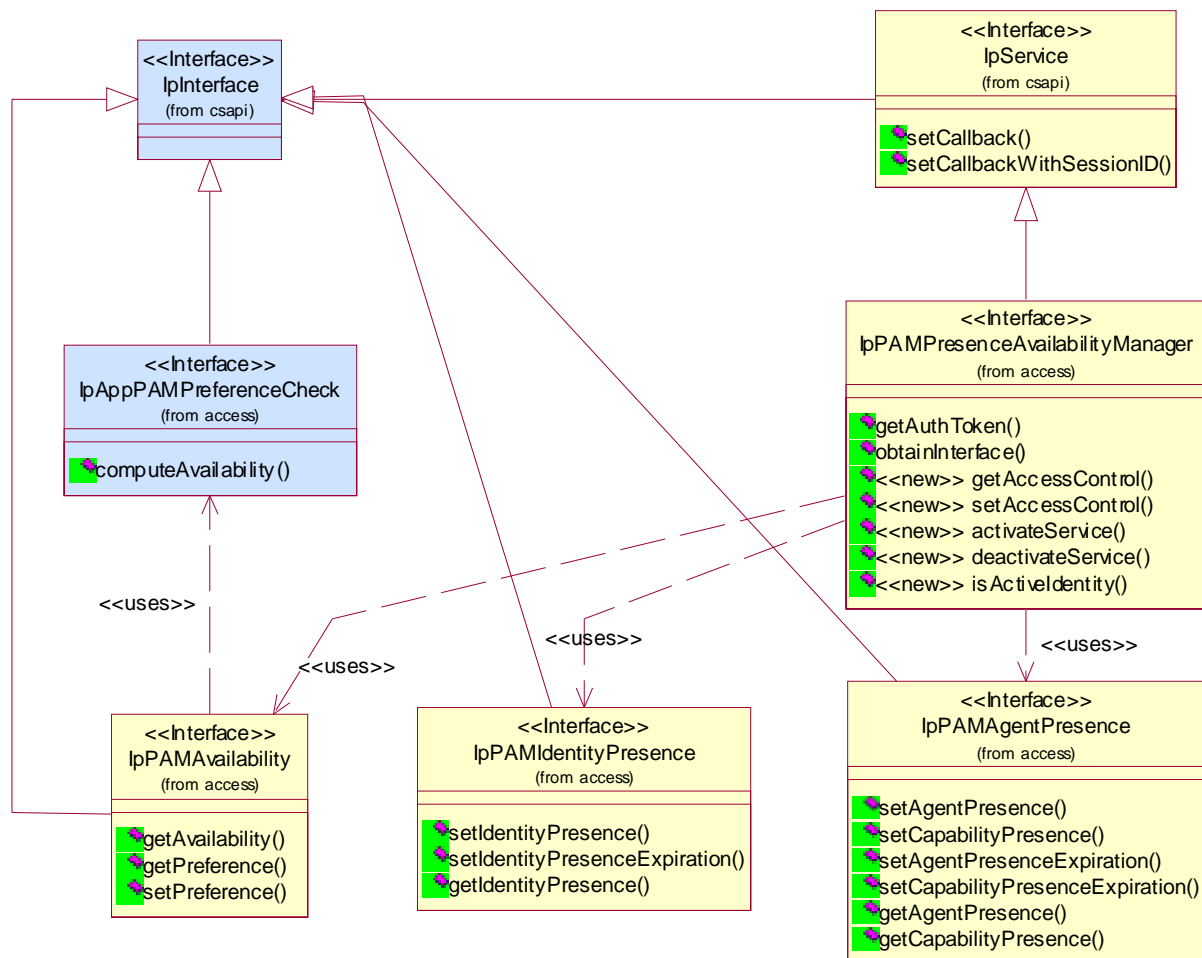 <<Interface>>
IpInterface
(from csapi)
<<Interface>>
IpService
(from csapi)
setCallback()
setCallbackWithSessionID()
<<Interface>>
IpAppPAMPreferenceCheck
(from access)
computeAvailability()
<<Interface>>
IpPAMPresenceAvailabilityManager
(from access)
getAuthToken()
obtainInterface()
<<new>> getAccessControl()
<<new>> setAccessControl()
<<new>> activateService()
<<new>> deactivateService()
<<new>> isActiveIdentity()
<<uses>>
<<uses>>
<<uses>>
<<uses>>
<<Interface>>
IpPAMAvailability
(from access)
getAvailability()
getPreference()
setPreference()
<<Interface>>
IpPAMIdentityPresence
(from access)
setIdentityPresence()
setIdentityPresenceExpiration()
getIdentityPresence()
<<Interface>>
IpPAMAgentPresence
(from access)
setAgentPresence()
setCapabilityPresence()
setAgentPresenceExpiration()
setCapabilityPresenceExpiration()
getAgentPresence()
getCapabilityPresence()